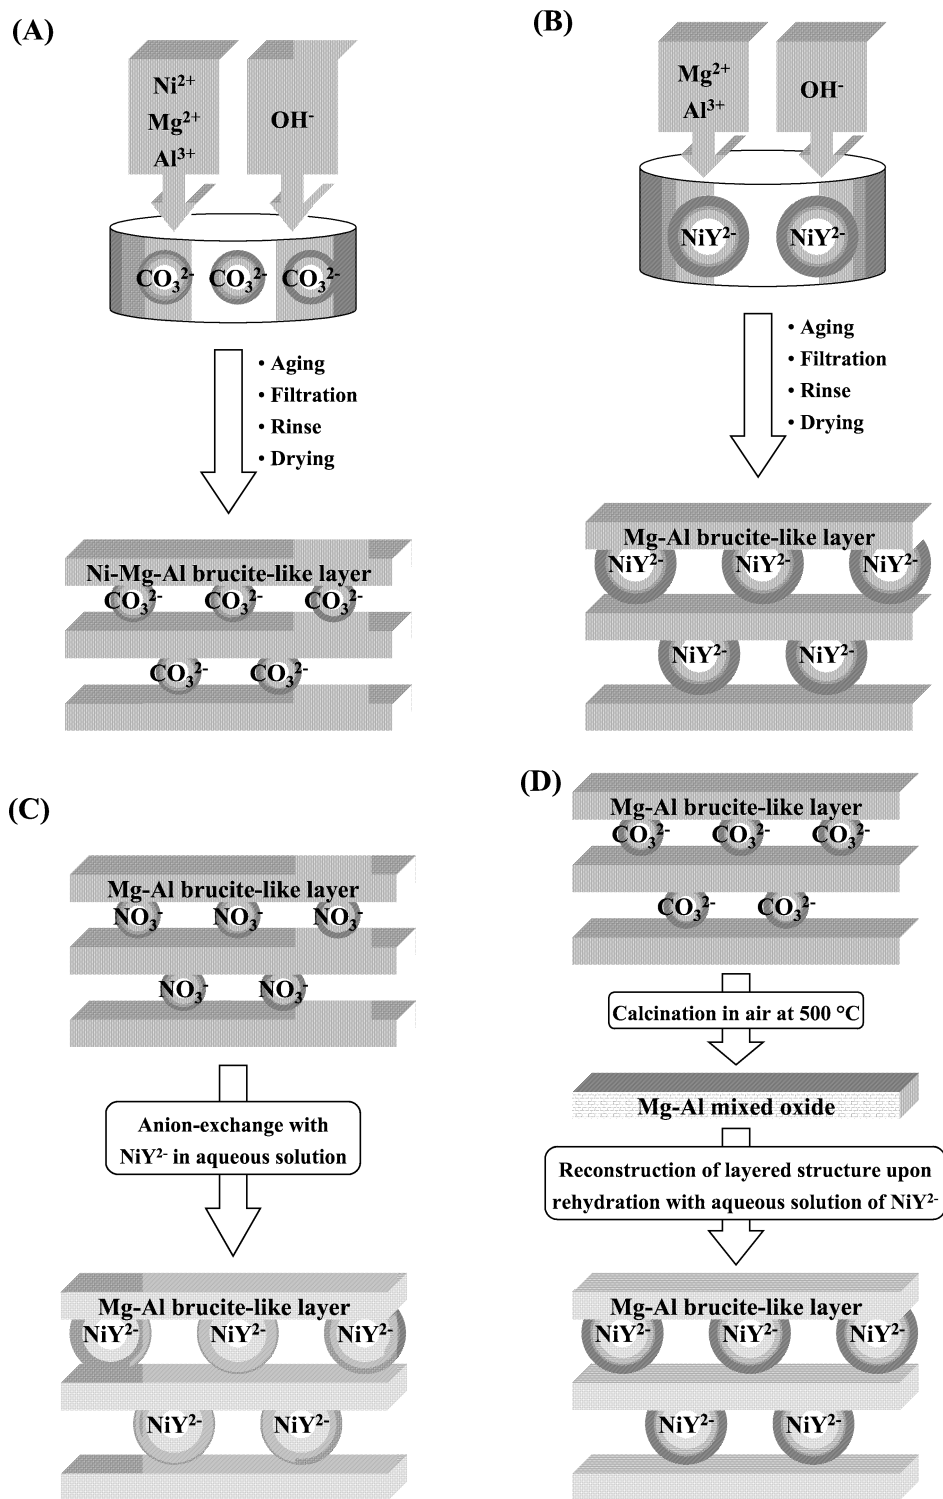 (A)
Ni²⁺
Mg²⁺
Al³⁺
OH⁻
CO₃²⁻ CO₃²⁻ CO₃²⁻
• Aging
• Filtration
• Rinse
• Drying
Ni-Mg-Al brucite-like layer
CO₃²⁻ CO₃²⁻ CO₃²⁻
CO₃²⁻ CO₃²⁻
(B)
Mg²⁺
Al³⁺
OH⁻
NiY²⁻ NiY²⁻
• Aging
• Filtration
• Rinse
• Drying
Mg-Al brucite-like layer
NiY²⁻ NiY²⁻ NiY²⁻
NiY²⁻ NiY²⁻
(C)
Mg-Al brucite-like layer
NO₃⁻ NO₃⁻ NO₃⁻
NO₃⁻ NO₃⁻
Anion-exchange with
NiY²⁻ in aqueous solution
Mg-Al brucite-like layer
NiY²⁻ NiY²⁻ NiY²⁻
NiY²⁻ NiY²⁻
(D)
Mg-Al brucite-like layer
CO₃²⁻ CO₃²⁻ CO₃²⁻
CO₃²⁻ CO₃²⁻
Calcination in air at 500 °C
Mg-Al mixed oxide
Reconstruction of layered structure upon
rehydration with aqueous solution of NiY²⁻
Mg-Al brucite-like layer
NiY²⁻ NiY²⁻ NiY²⁻
NiY²⁻ NiY²⁻